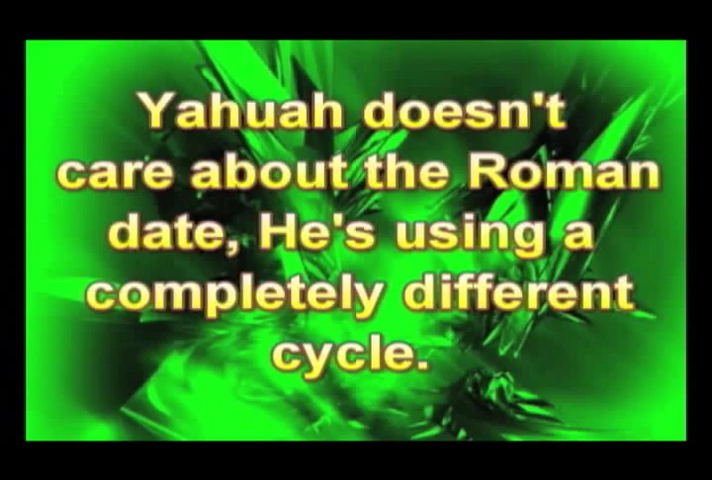 Yahuah doesn't
care about the Roman
date, He's using a
completely different
cycle.